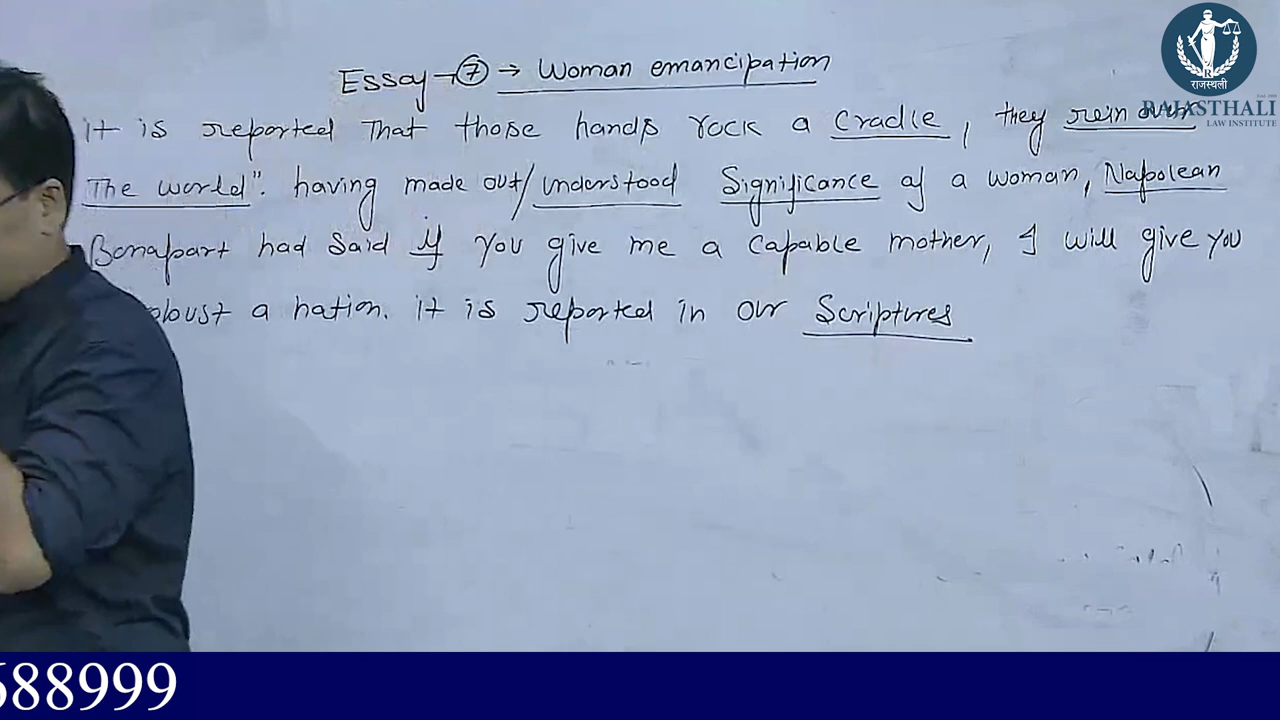 Essay → ⑦ → Woman emancipation
it is reported That those hands rock a Cradle, they rein over
The world". having made out/understood Significance of a woman, Napolean
Bonapart had said if you give me a Capable mother, I will give you
a nation. it is reported in our Scriptures
राजस्थली
RAJASTHALI
LAW INSTITUTE
688999